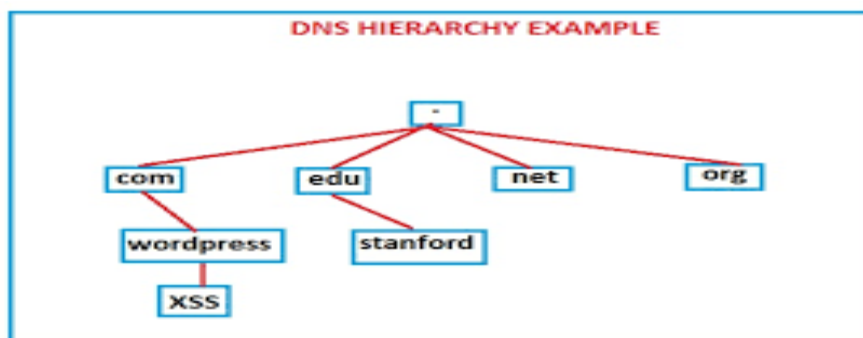 DNS HIERARCHY EXAMPLE
.
com edu net org
wordpress stanford
XSS